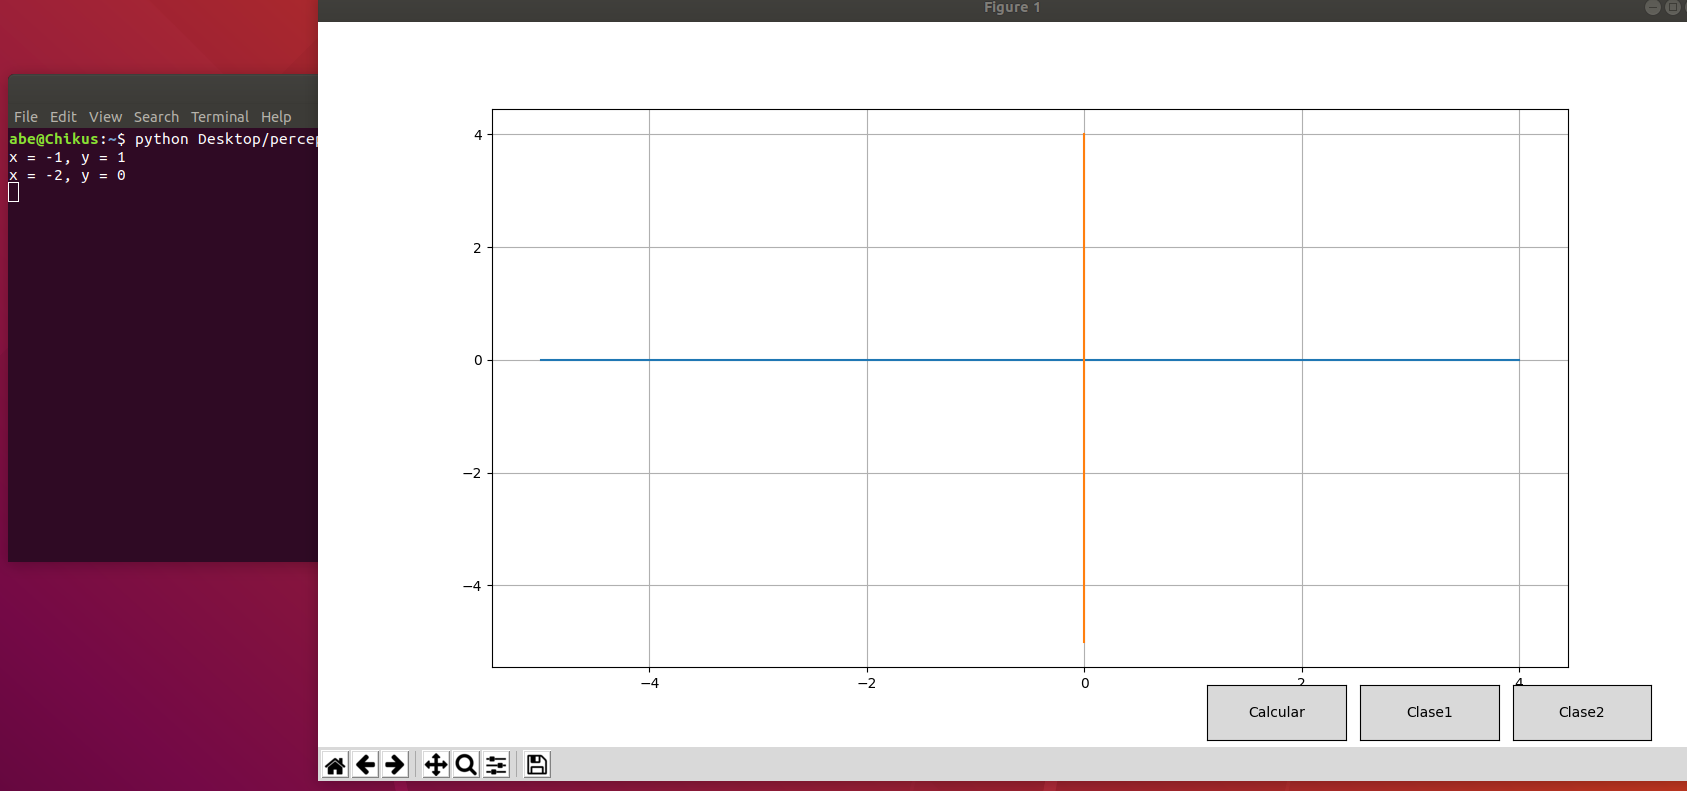 Figure 1
File Edit View Search Terminal Help
abe@Chikus:~$ python Desktop/percep
x = -1, y = 1
x = -2, y = 0
4
2
0
−2
−4
−4 −2 0 2 4
Calcular Clase1 Clase2